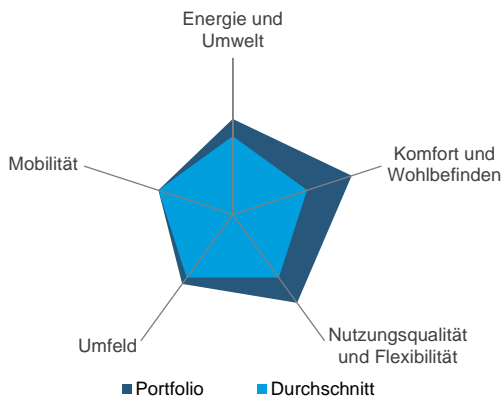 Energie und
Umwelt
Komfort und
Wohlbefinden
Mobilität
Nutzungsqualität
und Flexibilität
Umfeld
Portfolio
Durchschnitt